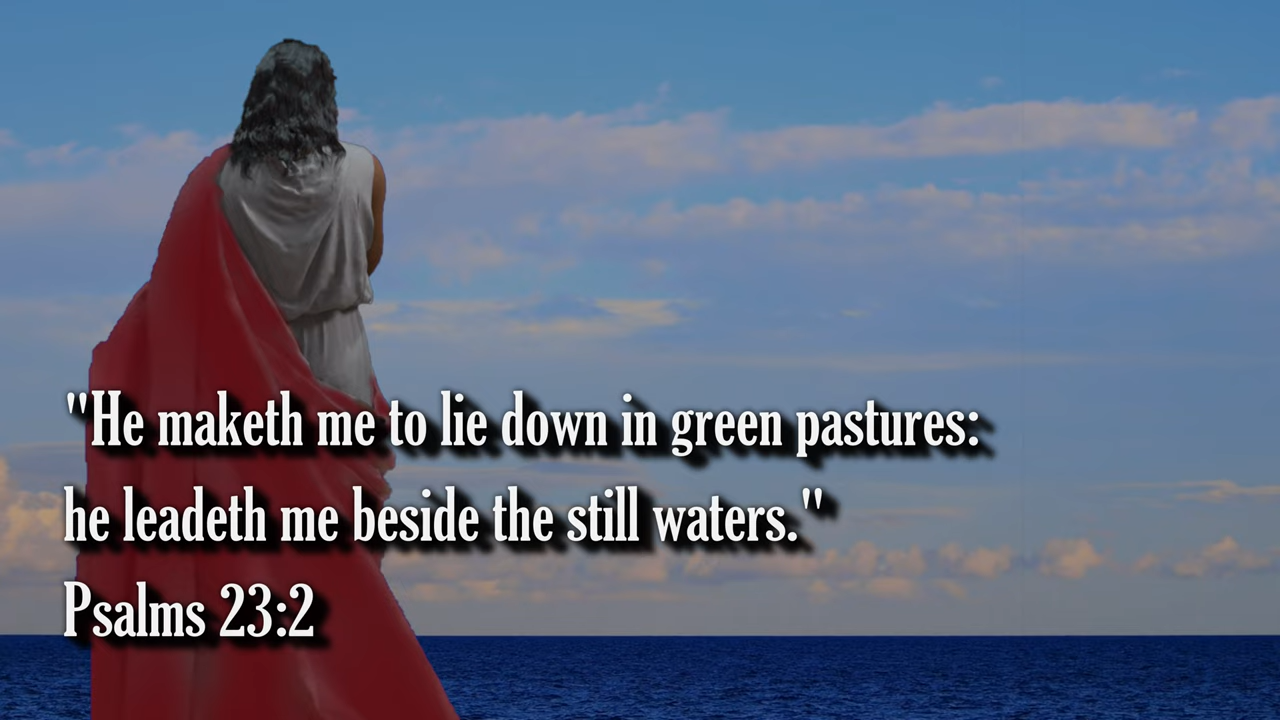 "He maketh me to lie down in green pastures:
he leadeth me beside the still waters."
Psalms 23:2